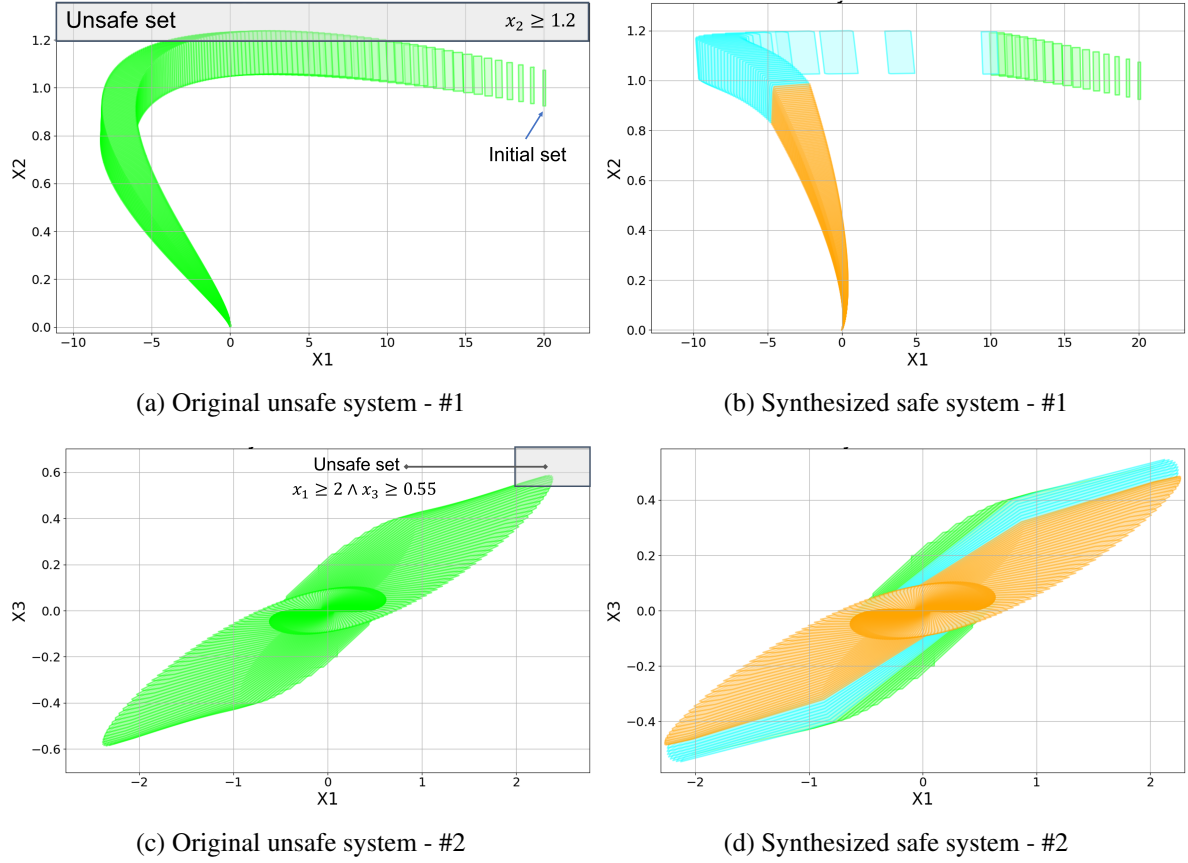 Unsafe set
x₂ ≥ 1.2
Initial set
X2
1.2
1.0
0.8
0.6
0.4
0.2
0.0
−10 −5 0 5 10 15 20
X1
(a) Original unsafe system - #1
X2
1.2
1.0
0.8
0.6
0.4
0.2
0.0
−10 −5 0 5 10 15 20
X1
(b) Synthesized safe system - #1
Unsafe set
x₁ ≥ 2 ∧ x₃ ≥ 0.55
X3
0.6
0.4
0.2
0.0
−0.2
−0.4
−0.6
−2 −1 0 1 2
X1
(c) Original unsafe system - #2
X3
0.4
0.2
0.0
−0.2
−0.4
−2 −1 0 1 2
X1
(d) Synthesized safe system - #2